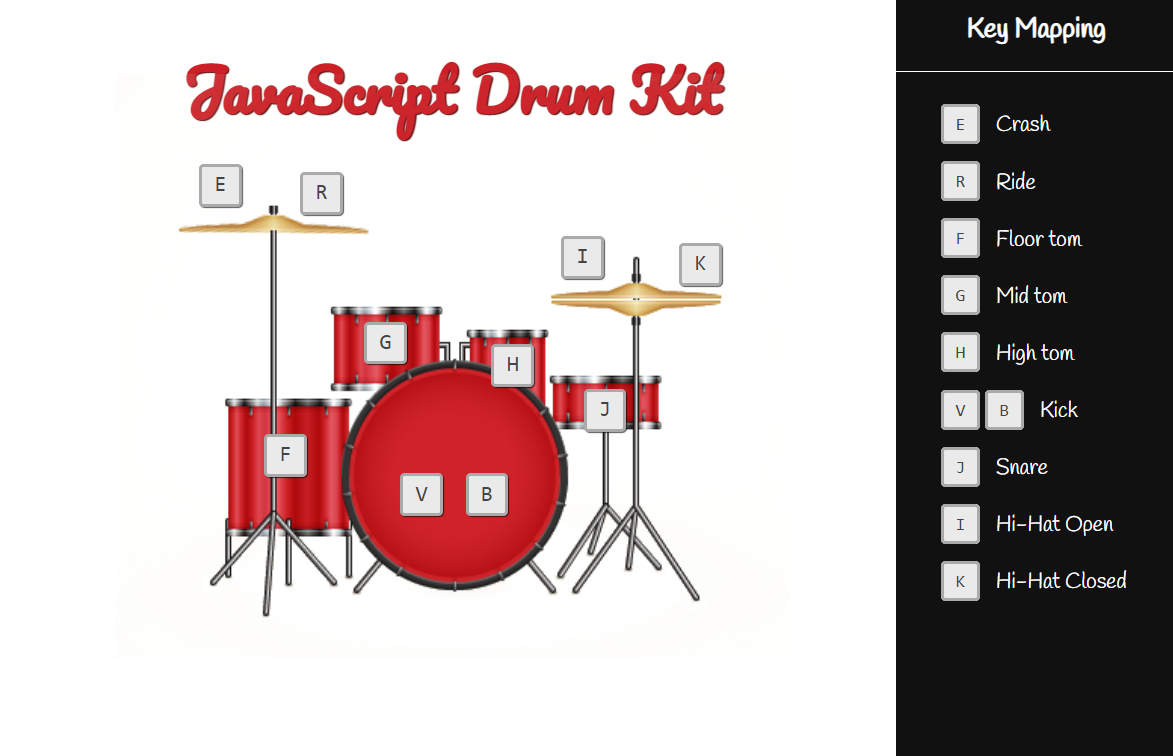 JavaScript Drum Kit
E
R
I
K
G
H
J
F
V
B
Key Mapping
E Crash
R Ride
F Floor tom
G Mid tom
H High tom
V B Kick
J Snare
I Hi-Hat Open
K Hi-Hat Closed